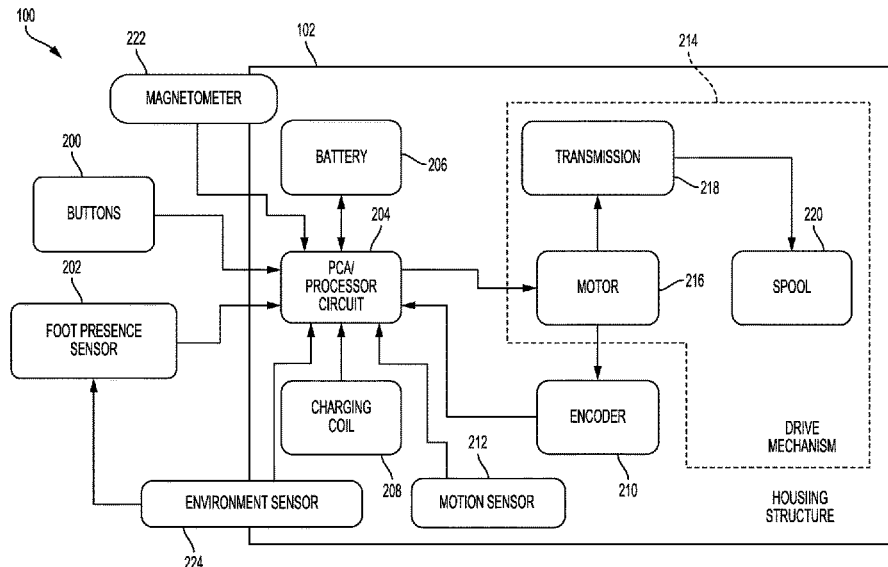 100
222
102
214
MAGNETOMETER
200
BUTTONS
BATTERY
206
TRANSMISSION
218
204
220
202
PCA/
PROCESSOR
CIRCUIT
MOTOR
216
SPOOL
FOOT PRESENCE
SENSOR
CHARGING
COIL
208
ENCODER
210
DRIVE
MECHANISM
212
ENVIRONMENT SENSOR
224
MOTION SENSOR
HOUSING
STRUCTURE